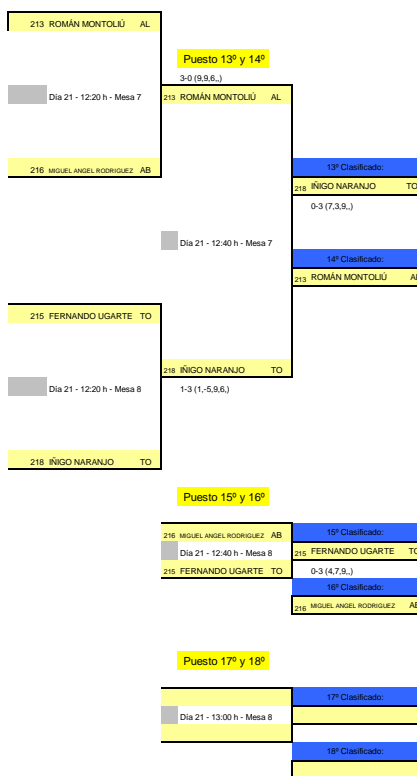 213 ROMÁN MONTOLIÚ AL
Puesto 13º y 14º
3-0 (9,9,6,,)
Día 21 - 12:20 h - Mesa 7
213 ROMÁN MONTOLIÚ AL
216 MIGUEL ANGEL RODRIGUEZ AB
13º Clasificado:
218 IÑIGO NARANJO TO
0-3 (7,3,9,,)
Día 21 - 12:40 h - Mesa 7
14º Clasificado:
213 ROMÁN MONTOLIÚ AL
215 FERNANDO UGARTE TO
218 IÑIGO NARANJO TO
Día 21 - 12:20 h - Mesa 8
1-3 (1,-5,9,6,)
218 IÑIGO NARANJO TO
Puesto 15º y 16º
216 MIGUEL ANGEL RODRIGUEZ AB
15º Clasificado:
Día 21 - 12:40 h - Mesa 8
215 FERNANDO UGARTE TO
215 FERNANDO UGARTE TO
0-3 (4,7,9,,)
16º Clasificado:
216 MIGUEL ANGEL RODRIGUEZ AB
Puesto 17º y 18º
17º Clasificado:
Día 21 - 13:00 h - Mesa 8
18º Clasificado: